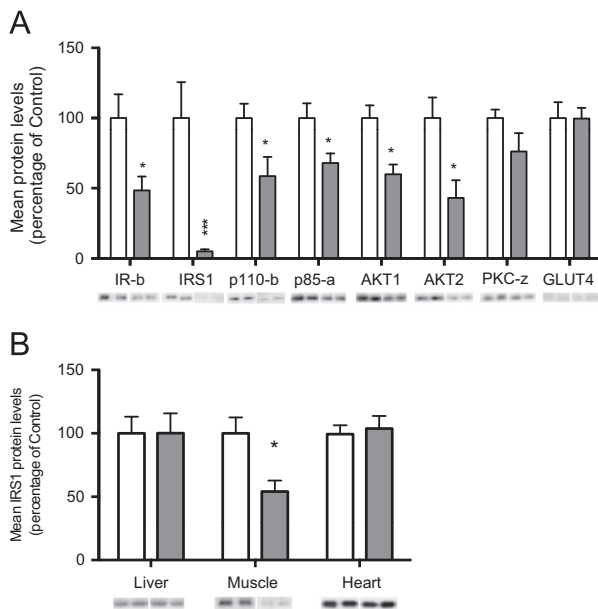 A
Mean protein levels
(percentage of Control)
150
100
50
0
*
***
*
*
*
*
IR-b IRS1 p110-b p85-a AKT1 AKT2 PKC-z GLUT4
B
Mean IRS1 protein levels
(percentage of Control)
150
100
50
0
*
Liver Muscle Heart